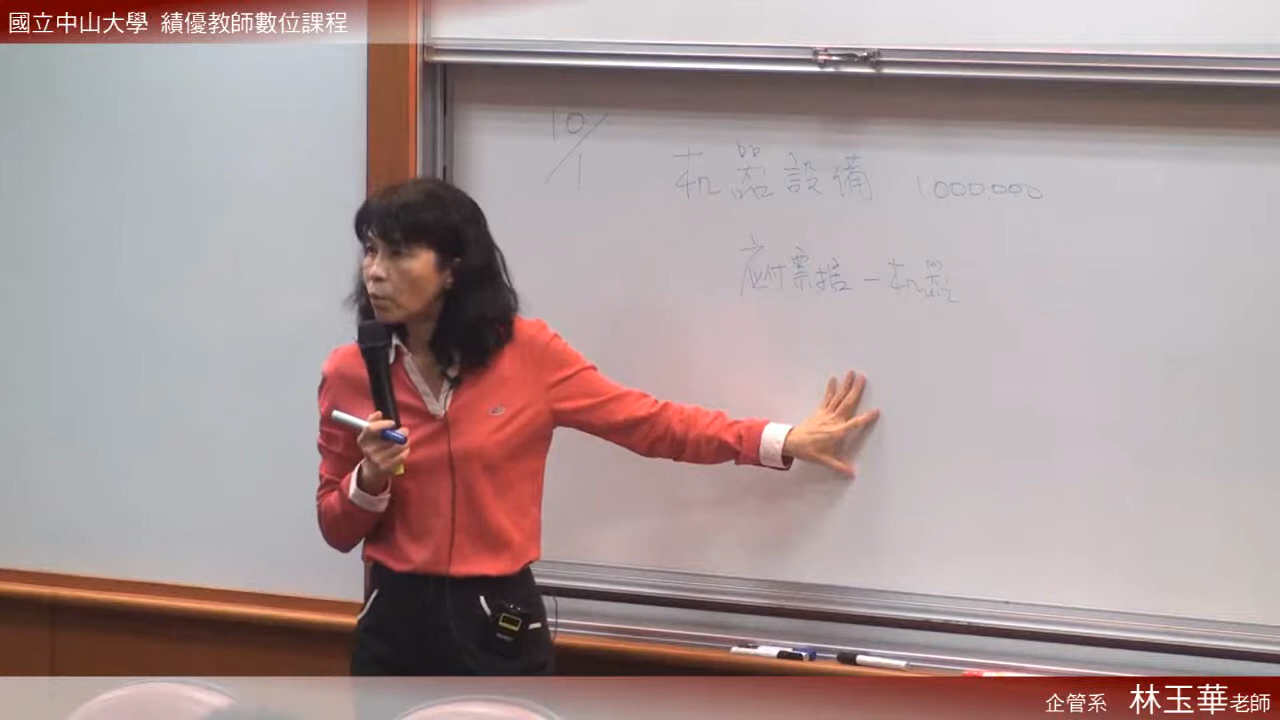 國立中山大學 績優教師數位課程
10/1
机器設備 1,000,000
应付票据－机器
企管系 林玉華老師